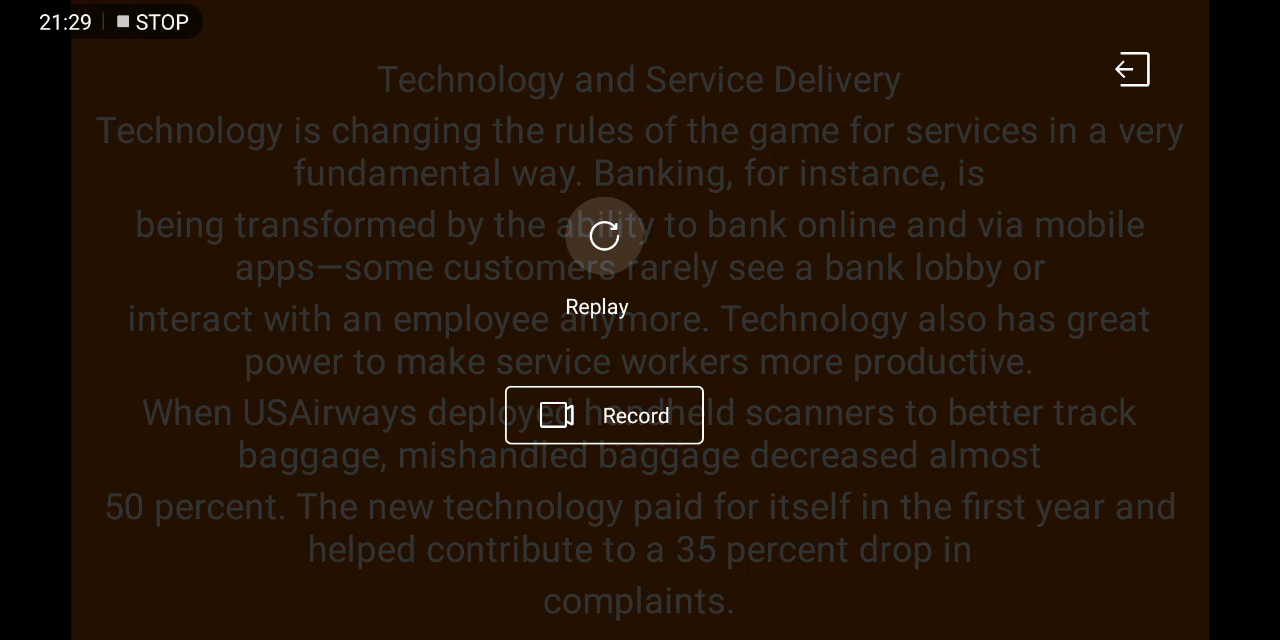 21:29 STOP
Technology and Service Delivery
Technology is changing the rules of the game for services in a very
fundamental way. Banking, for instance, is
being transformed by the ability to bank online and via mobile
apps—some customers rarely see a bank lobby or
Replay
interact with an employee anymore. Technology also has great
power to make service workers more productive.
When USAirways deployed handheld scanners to better track
Record
baggage, mishandled baggage decreased almost
50 percent. The new technology paid for itself in the first year and
helped contribute to a 35 percent drop in
complaints.